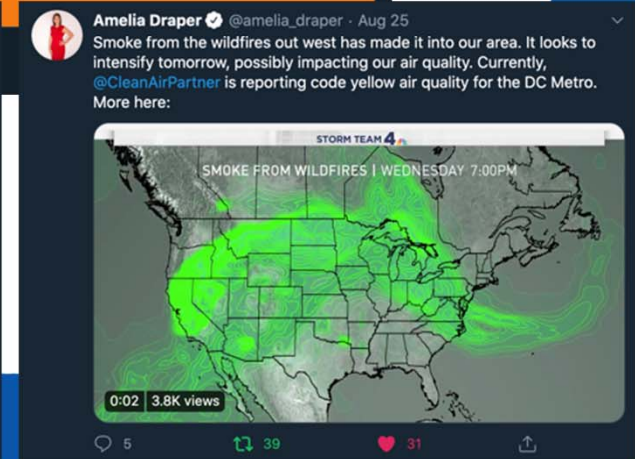 Amelia Draper @amelia_draper · Aug 25
Smoke from the wildfires out west has made it into our area. It looks to
intensify tomorrow, possibly impacting our air quality. Currently,
@CleanAirPartner is reporting code yellow air quality for the DC Metro.
More here:
STORM TEAM 4
SMOKE FROM WILDFIRES | WEDNESDAY 7:00PM
0:02 3.8K views
5 39 31